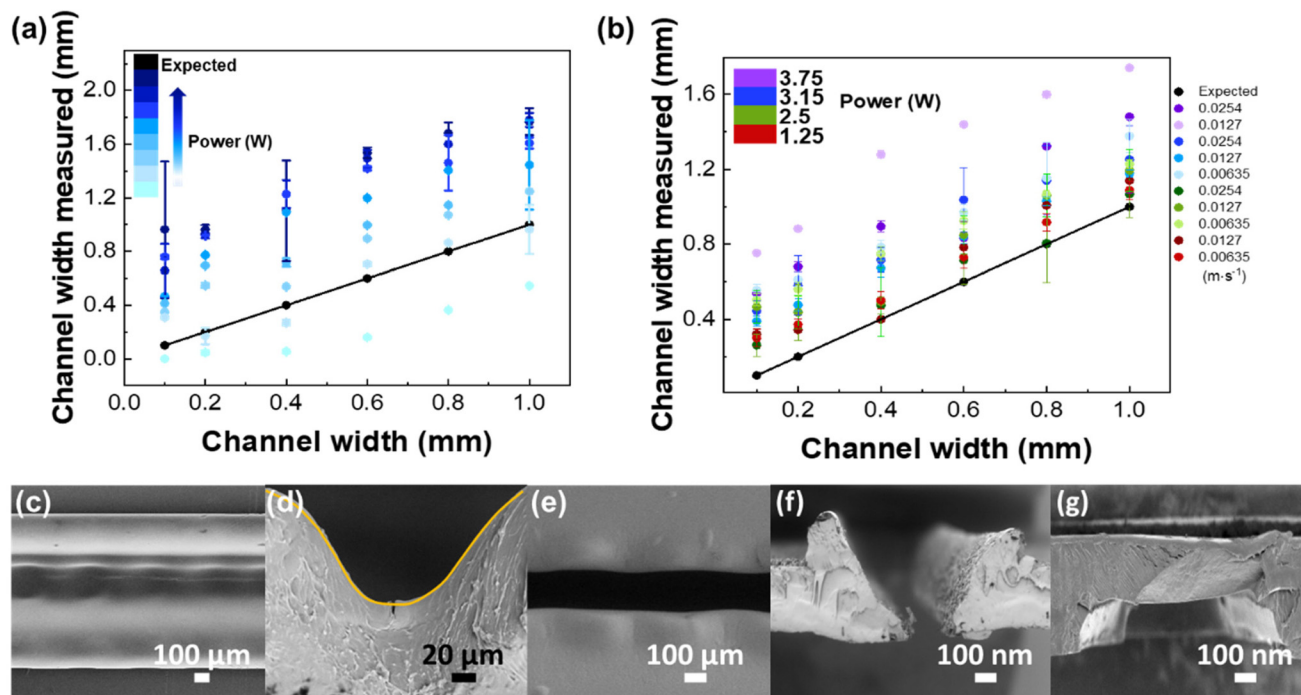 (a)
Channel width measured (mm)
Expected
Power (W)
2.0
1.6
1.2
0.8
0.4
0.0
0.0 0.2 0.4 0.6 0.8 1.0
Channel width (mm)
(b)
Channel width measured (mm)
3.75
3.15
2.5
1.25
Power (W)
1.6
1.2
0.8
0.4
0.2 0.4 0.6 0.8 1.0
Channel width (mm)
Expected
0.0254
0.0127
0.0254
0.0127
0.00635
0.0254
0.0127
0.00635
0.0127
0.00635
(m·s⁻¹)
(c)
100 μm
(d)
20 μm
(e)
100 μm
(f)
100 nm
(g)
100 nm